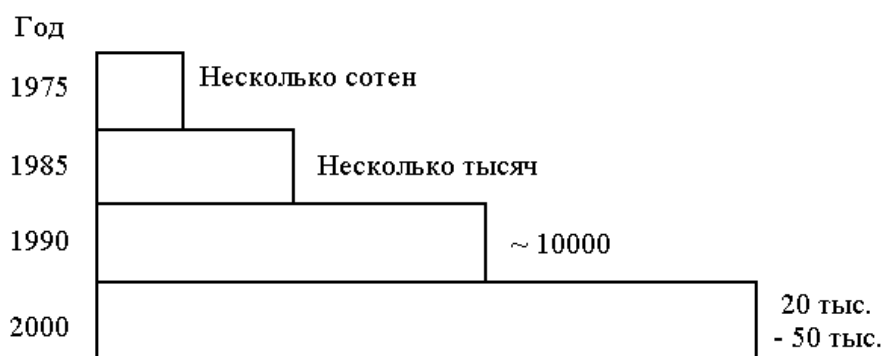 Год
1975 Несколько сотен
1985 Несколько тысяч
1990 ~ 10000
2000 20 тыс.
- 50 тыс.